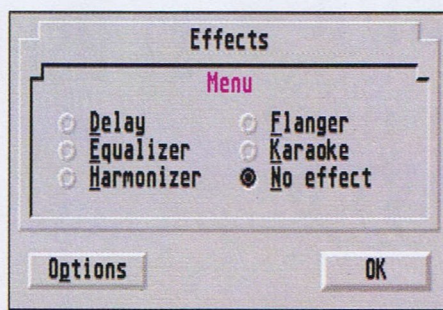 Effects
Menu
Delay
Flanger
Equalizer
Karaoke
Harmonizer
No effect
Options
OK